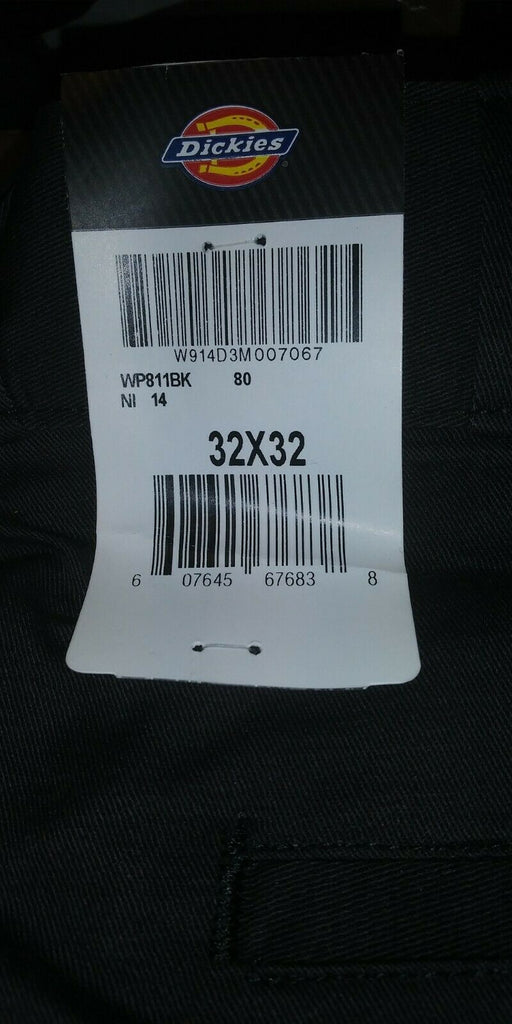 Dickies
W914D3M007067
WP811BK 80
NI 14
32X32
6 07645 67683 8